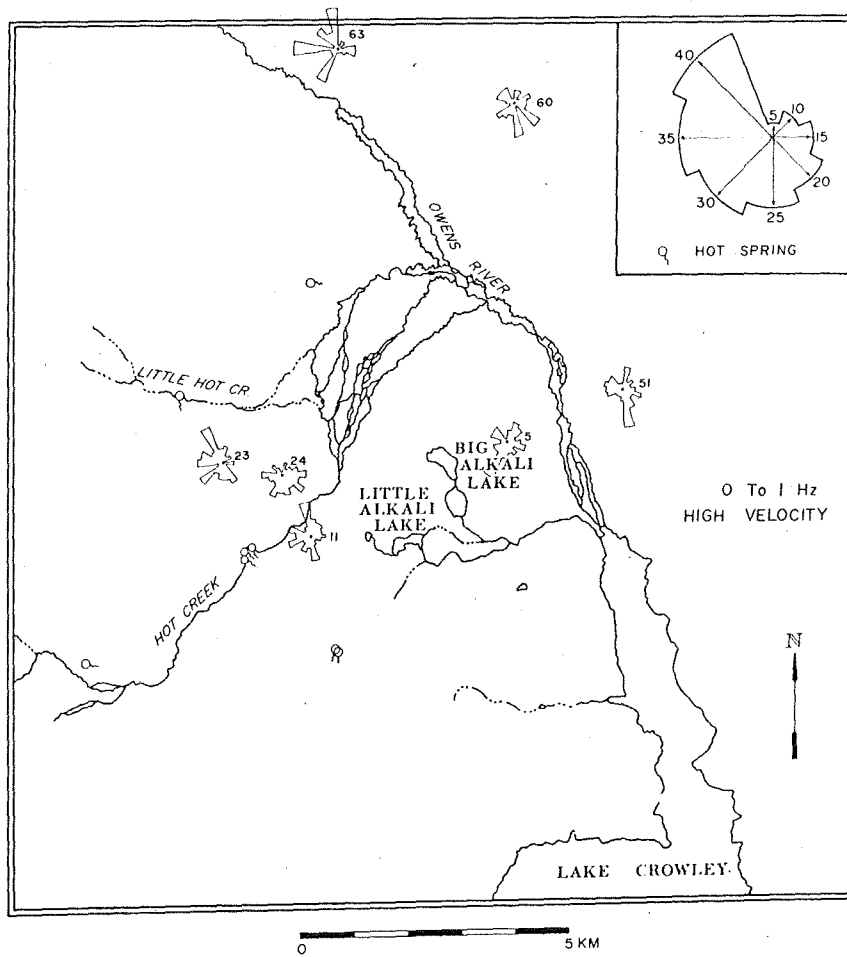 63
60
40
5
10
15
35
20
30
25
HOT SPRING
OWENS
RIVER
LITTLE HOT CR.
51
5
BIG
ALKALI
LAKE
23
24
LITTLE
ALKALI
LAKE
0 To 1 Hz
HIGH VELOCITY
11
HOT CREEK
N
LAKE CROWLEY
0
5 KM